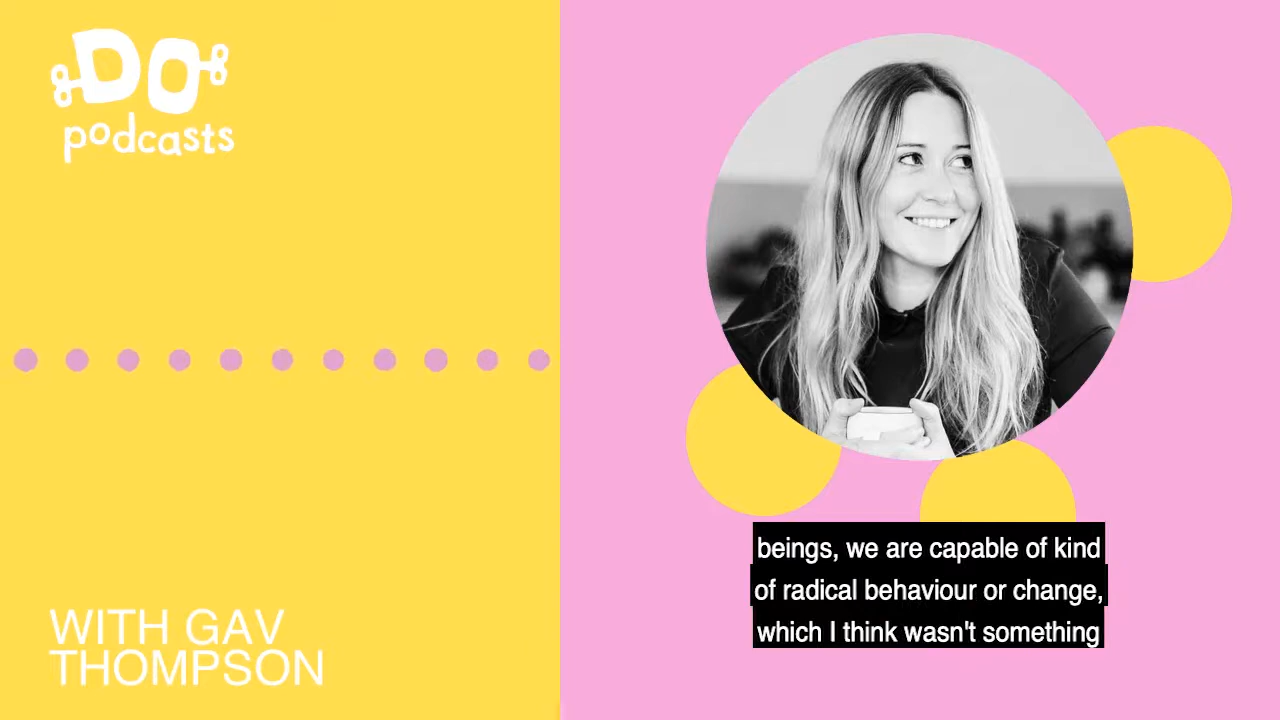 DO
podcasts
WITH GAV
THOMPSON
beings, we are capable of kind
of radical behaviour or change,
which I think wasn't something